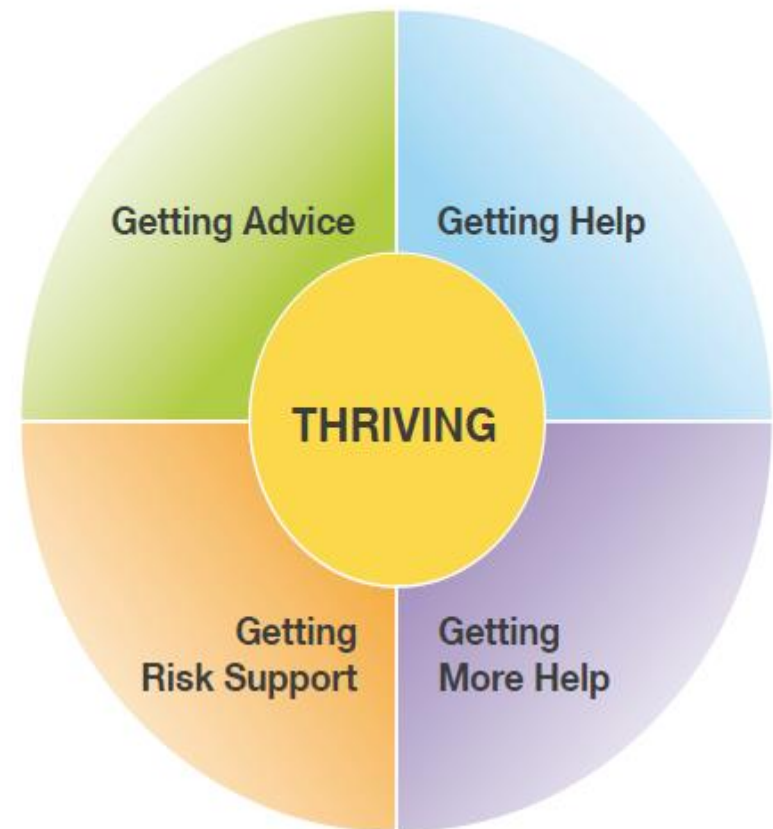 Getting Advice
Getting Help
THRIVING
Getting
Risk Support
Getting
More Help